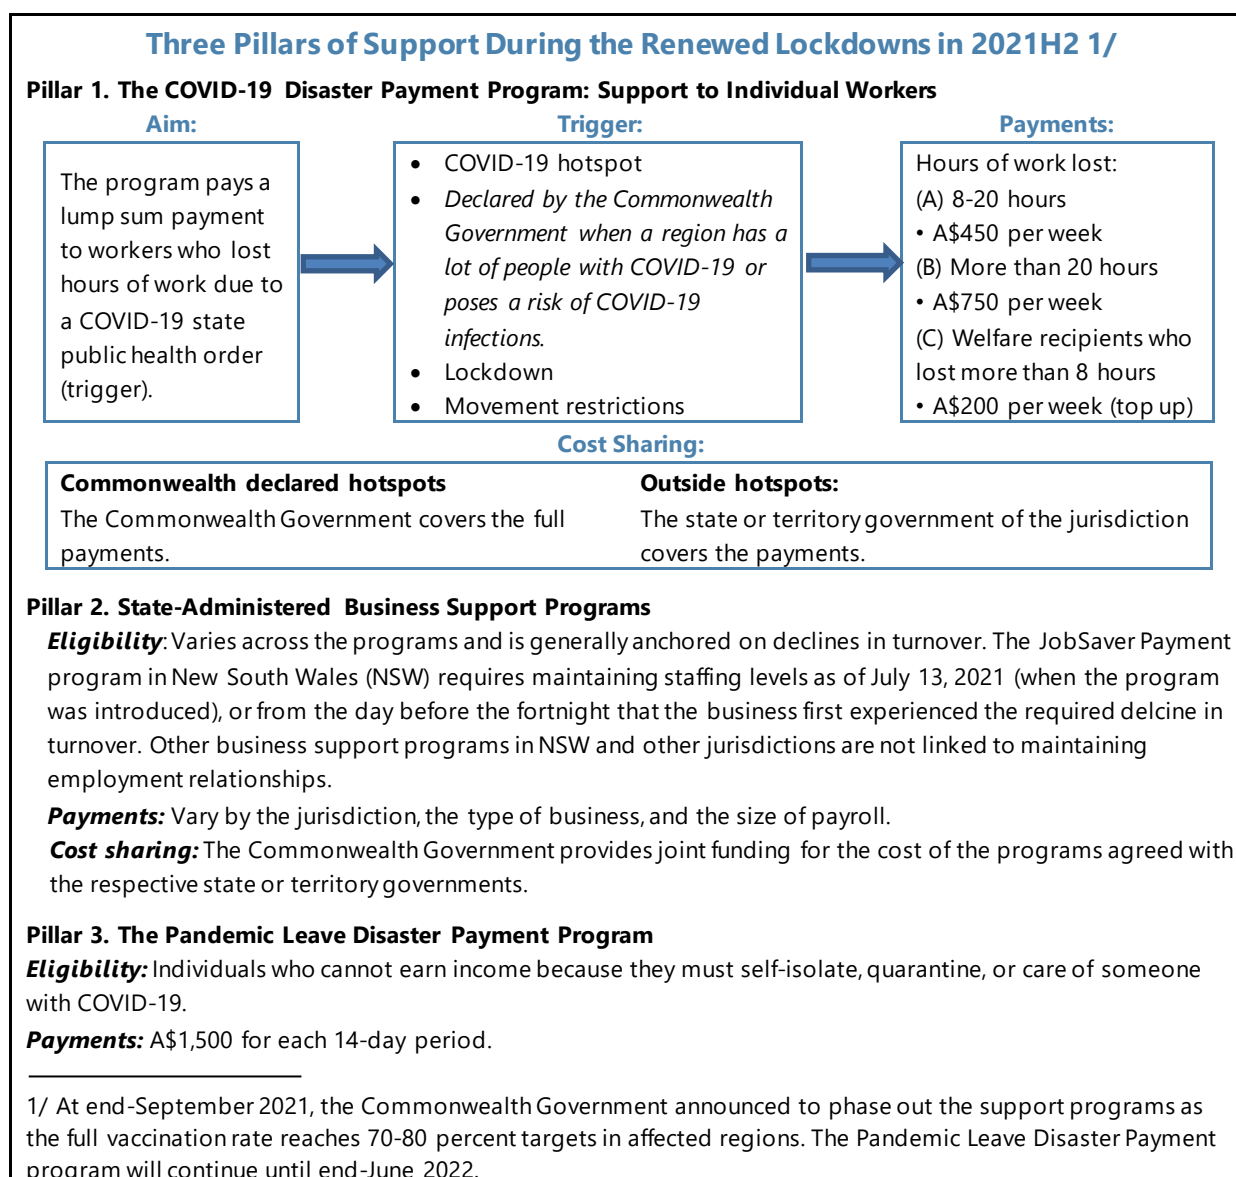 Three Pillars of Support During the Renewed Lockdowns in 2021H2 1/
Pillar 1. The COVID-19 Disaster Payment Program: Support to Individual Workers
Aim:
The program pays a
lump sum payment
to workers who lost
hours of work due to
a COVID-19 state
public health order
(trigger).
Trigger:
• COVID-19 hotspot
• Declared by the Commonwealth
Government when a region has a
lot of people with COVID-19 or
poses a risk of COVID-19
infections.
• Lockdown
• Movement restrictions
Payments:
Hours of work lost:
(A) 8-20 hours
• A$450 per week
(B) More than 20 hours
• A$750 per week
(C) Welfare recipients who
lost more than 8 hours
• A$200 per week (top up)
Cost Sharing:
Commonwealth declared hotspots
The Commonwealth Government covers the full
payments.
Outside hotspots:
The state or territory government of the jurisdiction
covers the payments.
Pillar 2. State-Administered Business Support Programs
Eligibility: Varies across the programs and is generally anchored on declines in turnover. The JobSaver Payment
program in New South Wales (NSW) requires maintaining staffing levels as of July 13, 2021 (when the program
was introduced), or from the day before the fortnight that the business first experienced the required delcine in
turnover. Other business support programs in NSW and other jurisdictions are not linked to maintaining
employment relationships.
Payments: Vary by the jurisdiction, the type of business, and the size of payroll.
Cost sharing: The Commonwealth Government provides joint funding for the cost of the programs agreed with
the respective state or territory governments.
Pillar 3. The Pandemic Leave Disaster Payment Program
Eligibility: Individuals who cannot earn income because they must self-isolate, quarantine, or care of someone
with COVID-19.
Payments: A$1,500 for each 14-day period.
1/ At end-September 2021, the Commonwealth Government announced to phase out the support programs as
the full vaccination rate reaches 70-80 percent targets in affected regions. The Pandemic Leave Disaster Payment
program will continue until end-June 2022.